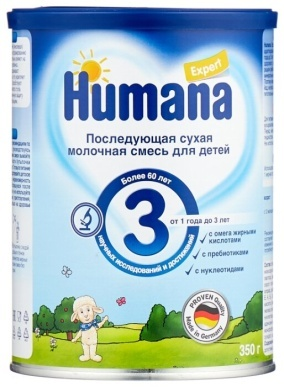 Expert
Humana
Последующая сухая
молочная смесь для детей
Более 60 лет
3
научных исследований и достижений
от 1 года до 3 лет
✓ с омега жирными
кислотами
✓ с пребиотиками
✓ с нуклеотидами
PROVEN Quality
Made in Germany
350 г